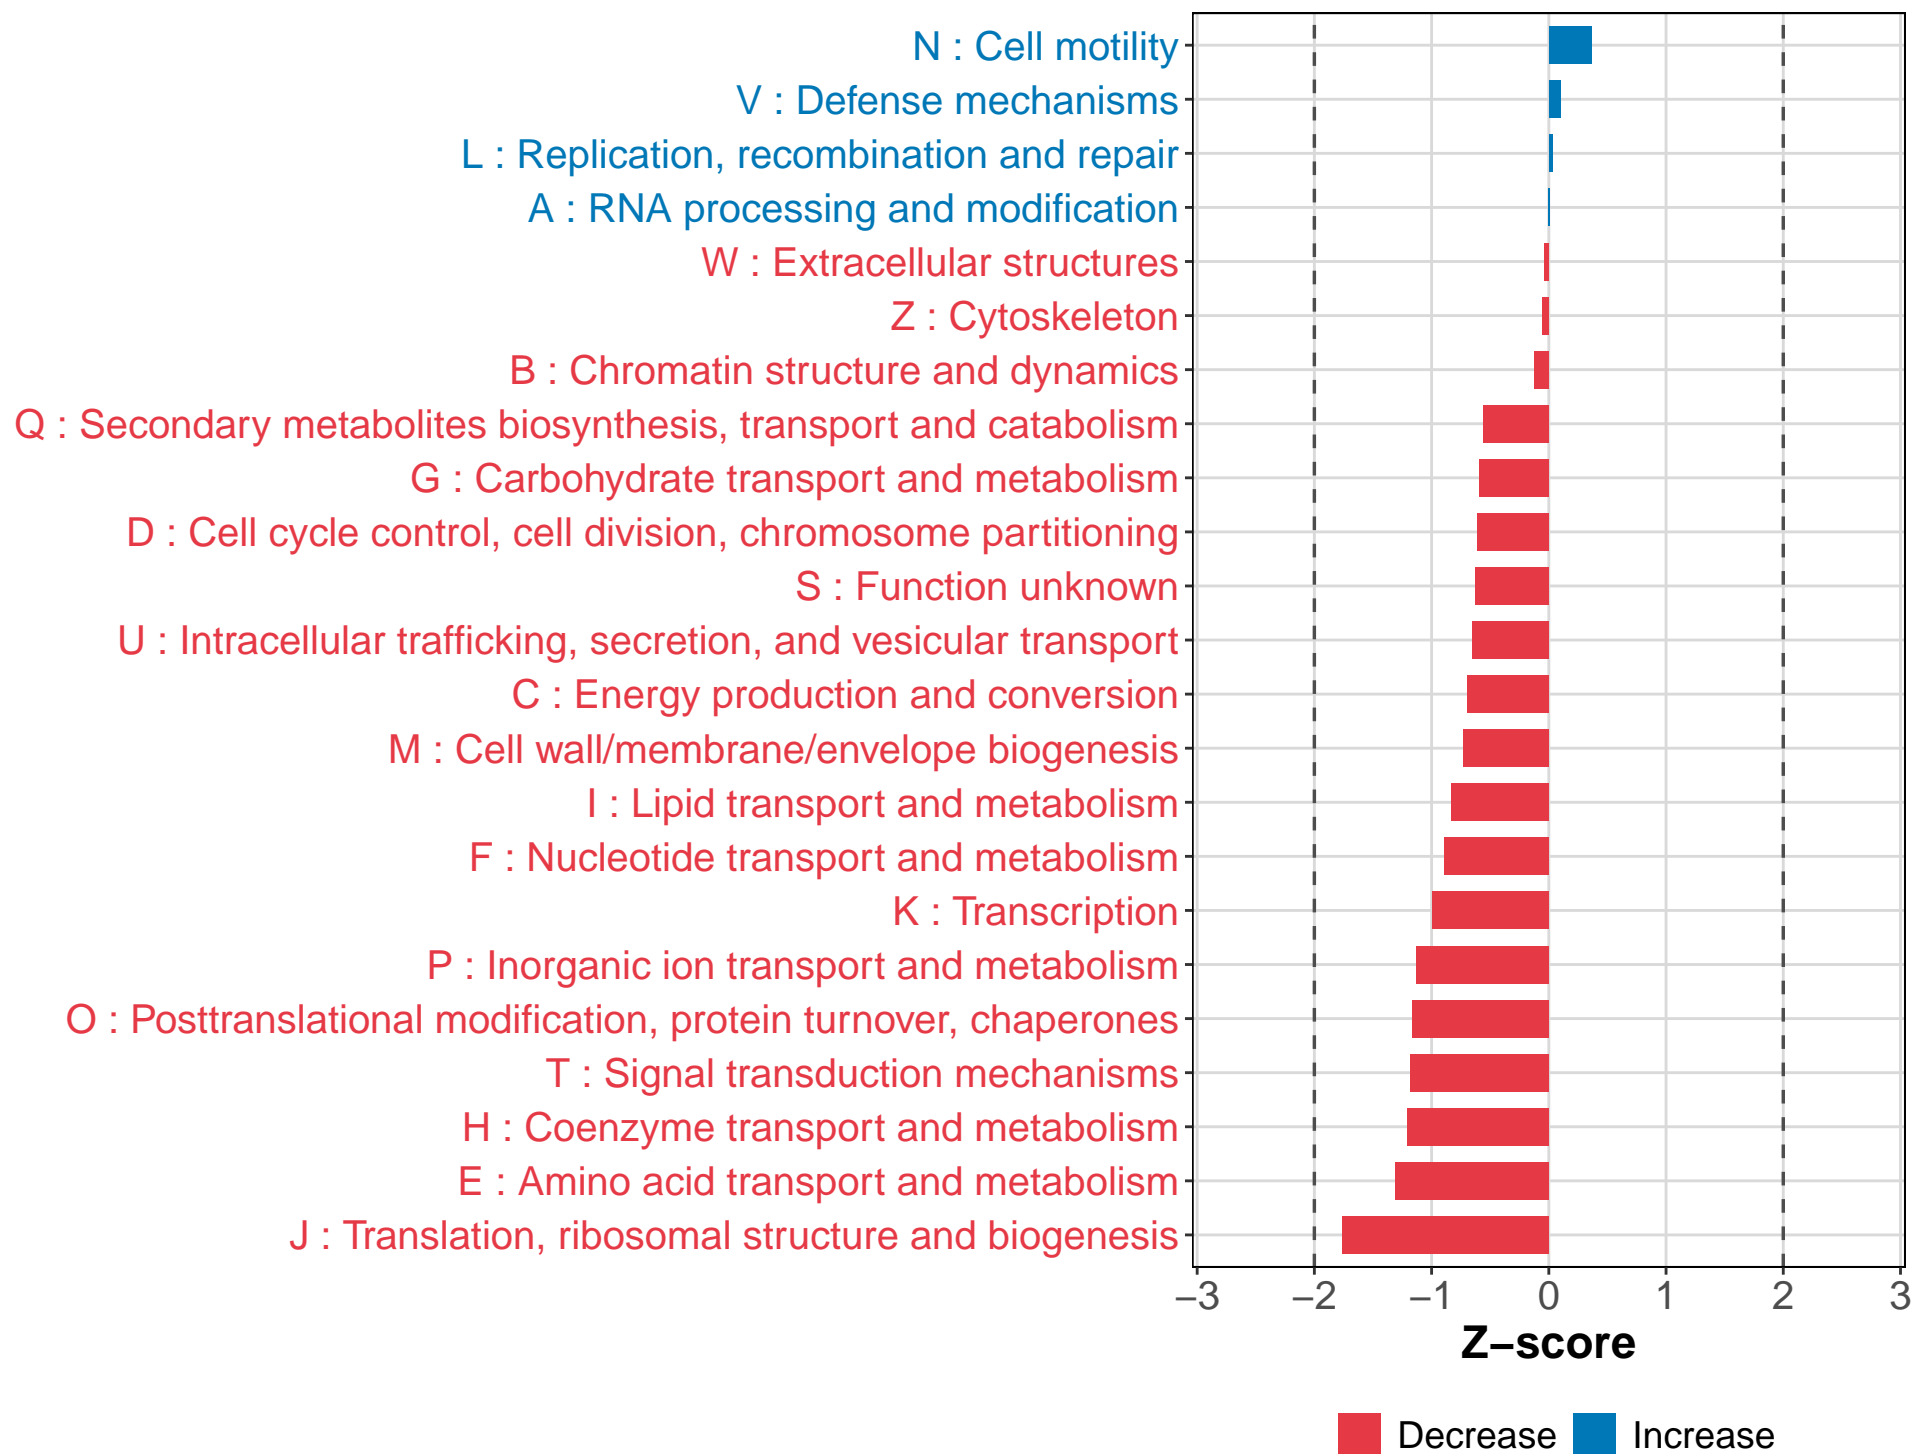 N : Cell motility
V : Defense mechanisms
L : Replication, recombination and repair
A : RNA processing and modification
W : Extracellular structures
Z : Cytoskeleton
B : Chromatin structure and dynamics
Q : Secondary metabolites biosynthesis, transport and catabolism
G : Carbohydrate transport and metabolism
D : Cell cycle control, cell division, chromosome partitioning
S : Function unknown
U : Intracellular trafficking, secretion, and vesicular transport
C : Energy production and conversion
M : Cell wall/membrane/envelope biogenesis
I : Lipid transport and metabolism
F : Nucleotide transport and metabolism
K : Transcription
P : Inorganic ion transport and metabolism
O : Posttranslational modification, protein turnover, chaperones
T : Signal transduction mechanisms
H : Coenzyme transport and metabolism
E : Amino acid transport and metabolism
J : Translation, ribosomal structure and biogenesis
−3 −2 −1 0 1 2 3
Z−score
Decrease Increase